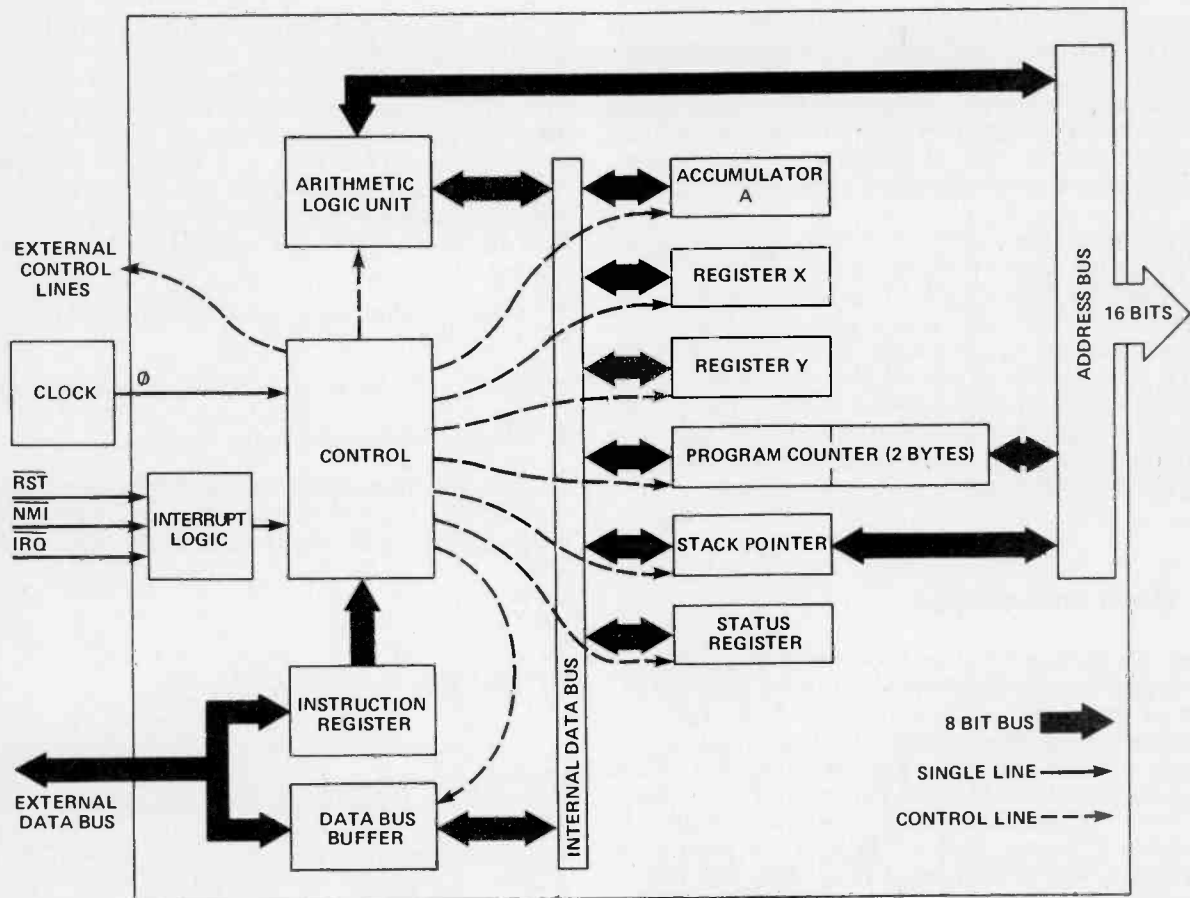 ARITHMETIC
LOGIC UNIT
ACCUMULATOR
A
EXTERNAL
CONTROL
LINES
REGISTER X
ADDRESS BUS
16 BITS
CLOCK
Ø
REGISTER Y
CONTROL
PROGRAM COUNTER (2 BYTES)
RST
NMI
IRQ
INTERRUPT
LOGIC
STACK POINTER
STATUS
REGISTER
INSTRUCTION
REGISTER
INTERNAL DATA BUS
EXTERNAL
DATA BUS
DATA BUS
BUFFER
8 BIT BUS
SINGLE LINE
CONTROL LINE